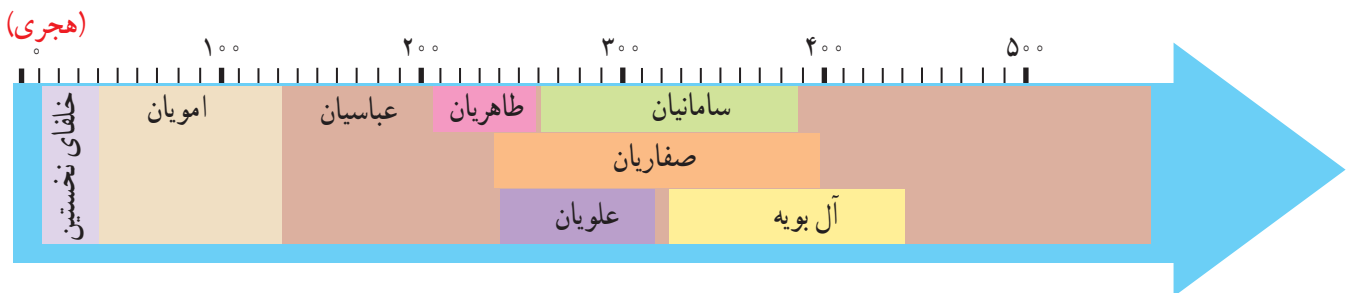 (هجری)
۰ ۱۰۰ ۲۰۰ ۳۰۰ ۴۰۰ ۵۰۰
خلفای نخستین
امویان
عباسیان
طاهریان
سامانیان
صفاریان
علویان
آل بویه